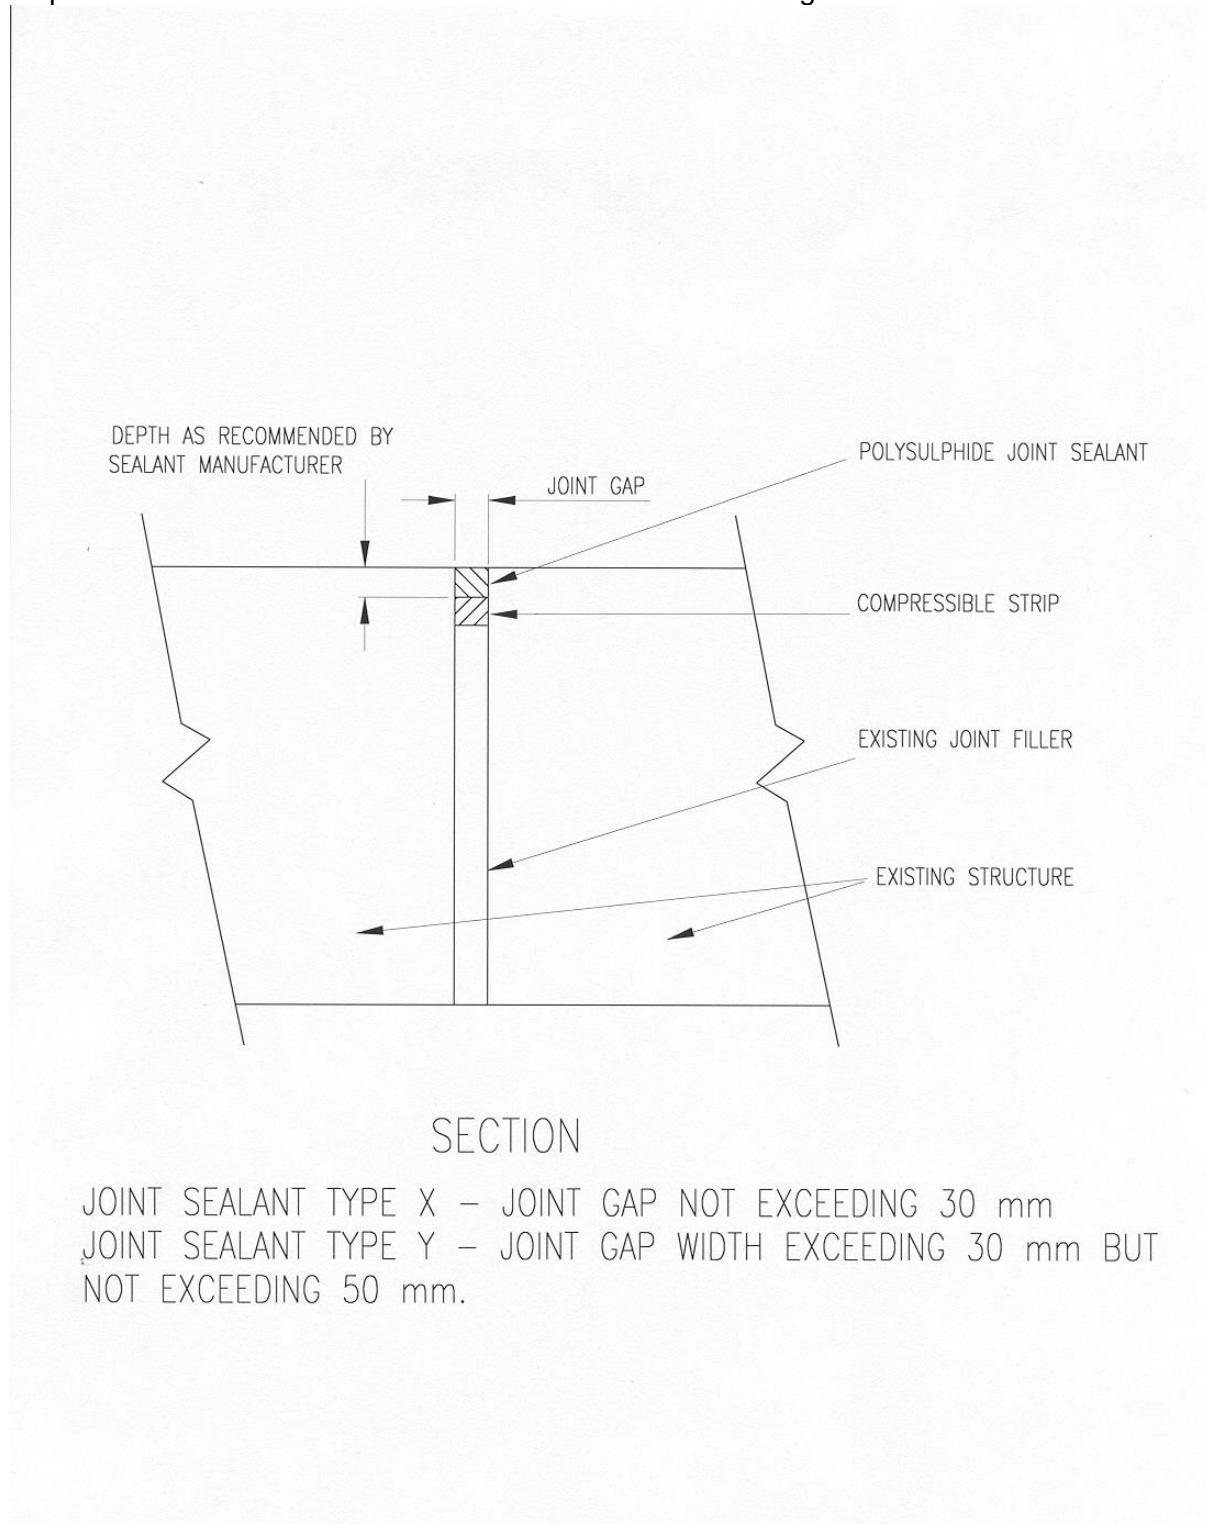 DEPTH AS RECOMMENDED BY
SEALANT MANUFACTURER
JOINT GAP
POLYSULPHIDE JOINT SEALANT
COMPRESSIBLE STRIP
EXISTING JOINT FILLER
EXISTING STRUCTURE
SECTION
JOINT SEALANT TYPE X – JOINT GAP NOT EXCEEDING 30 mm
JOINT SEALANT TYPE Y – JOINT GAP WIDTH EXCEEDING 30 mm BUT
NOT EXCEEDING 50 mm.